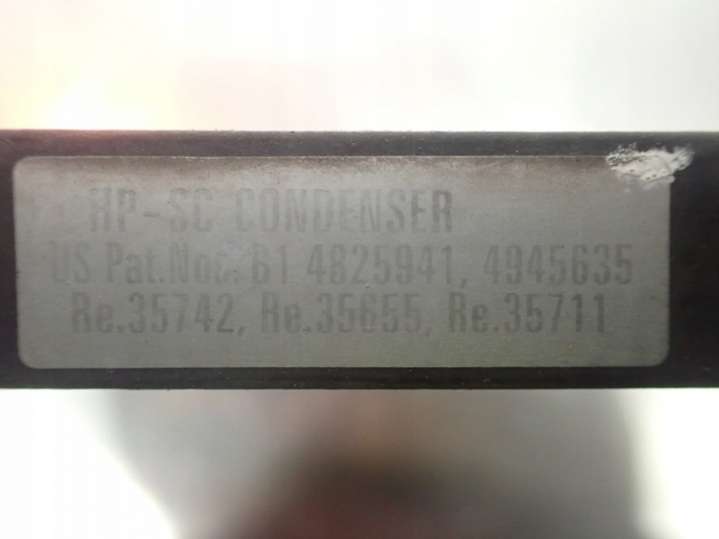 HP-SC CONDENSER
US Pat.Nos. B1 4825941, 4945635
Re.35742, Re.35655, Re.35711